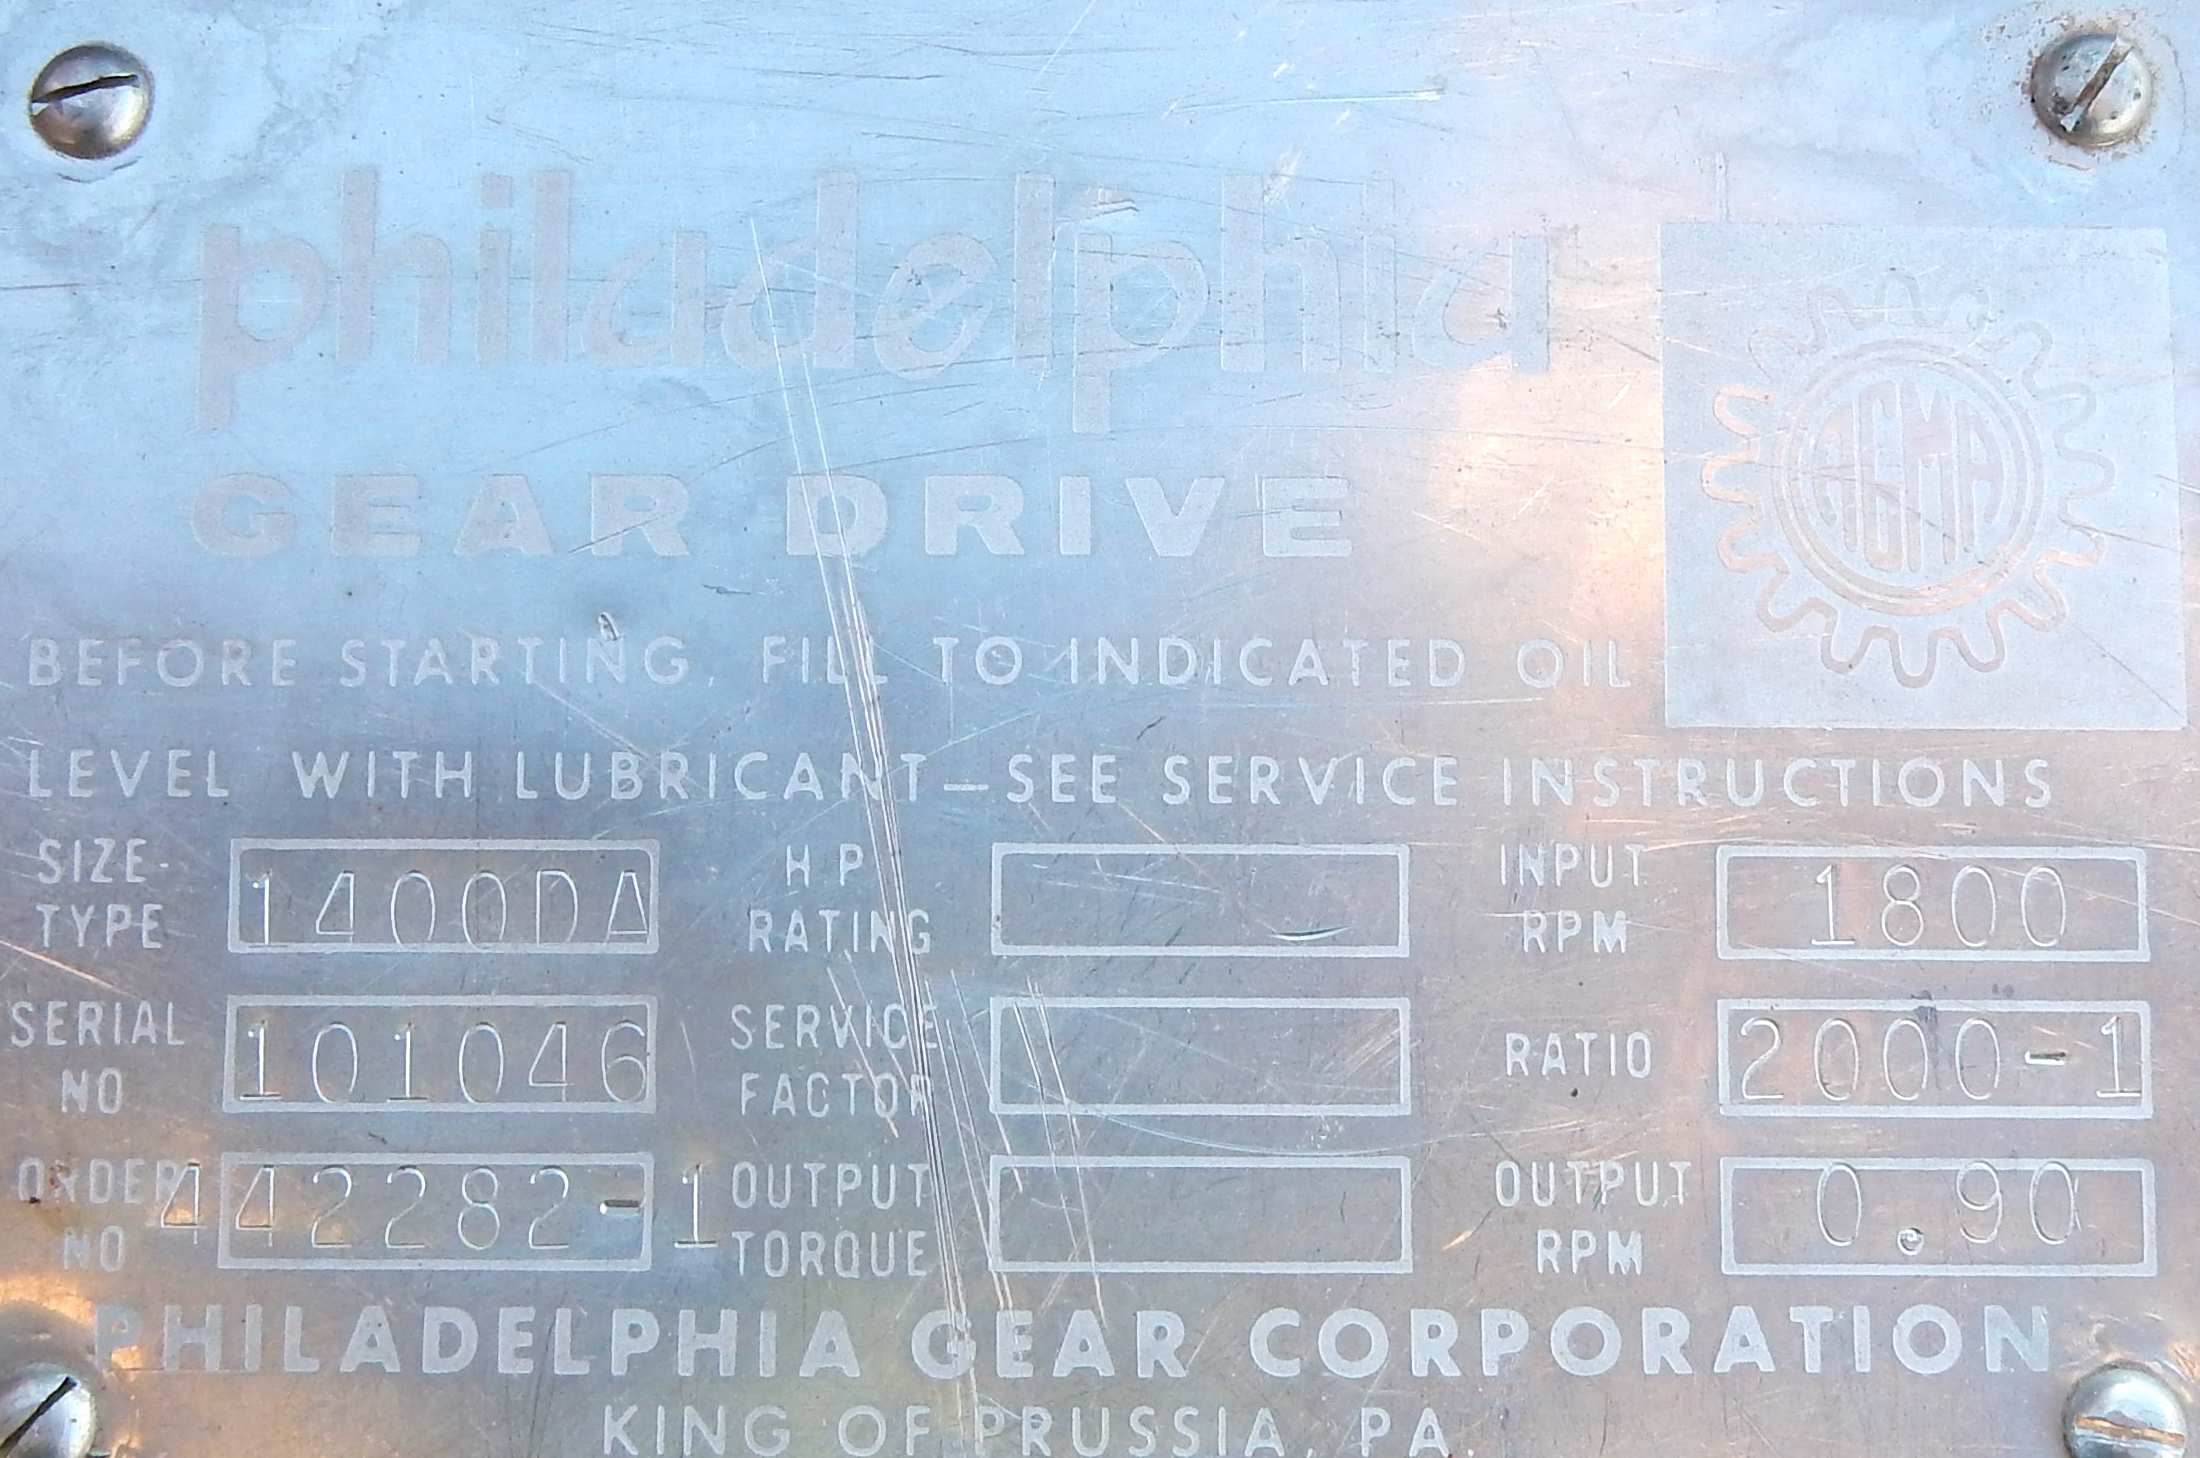 philadelphia
AGMA
GEAR DRIVE
BEFORE STARTING, FILL TO INDICATED OIL
LEVEL WITH LUBRICANT—SEE SERVICE INSTRUCTIONS
SIZE-TYPE 1400DA HP RATING INPUT RPM 1800
SERIAL NO 101046 SERVICE FACTOR RATIO 2000-1
ORDER NO 442282-1 OUTPUT TORQUE OUTPUT RPM 0.90
PHILADELPHIA GEAR CORPORATION
KING OF PRUSSIA, PA.